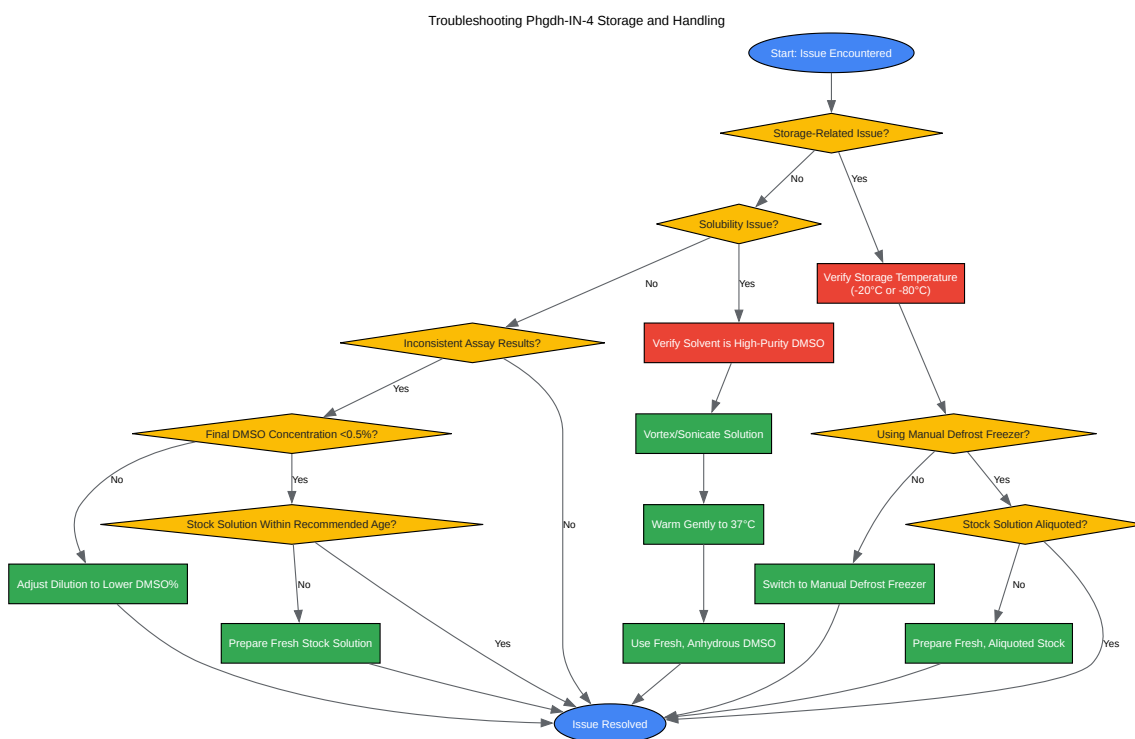 Troubleshooting Phgdh-IN-4 Storage and Handling
Start: Issue Encountered
Storage-Related Issue?
No
Yes
Solubility Issue?
Verify Storage Temperature
(-20°C or -80°C)
No
Yes
Inconsistent Assay Results?
Verify Solvent is High-Purity DMSO
Yes
Final DMSO Concentration <0.5%?
Vortex/Sonicate Solution
Using Manual Defrost Freezer?
No
Yes
No
Yes
Stock Solution Within Recommended Age?
No
Warm Gently to 37°C
Stock Solution Aliquoted?
Adjust Dilution to Lower DMSO%
No
Switch to Manual Defrost Freezer
No
Prepare Fresh Stock Solution
Yes
Use Fresh, Anhydrous DMSO
Prepare Fresh, Aliquoted Stock
Yes
Issue Resolved